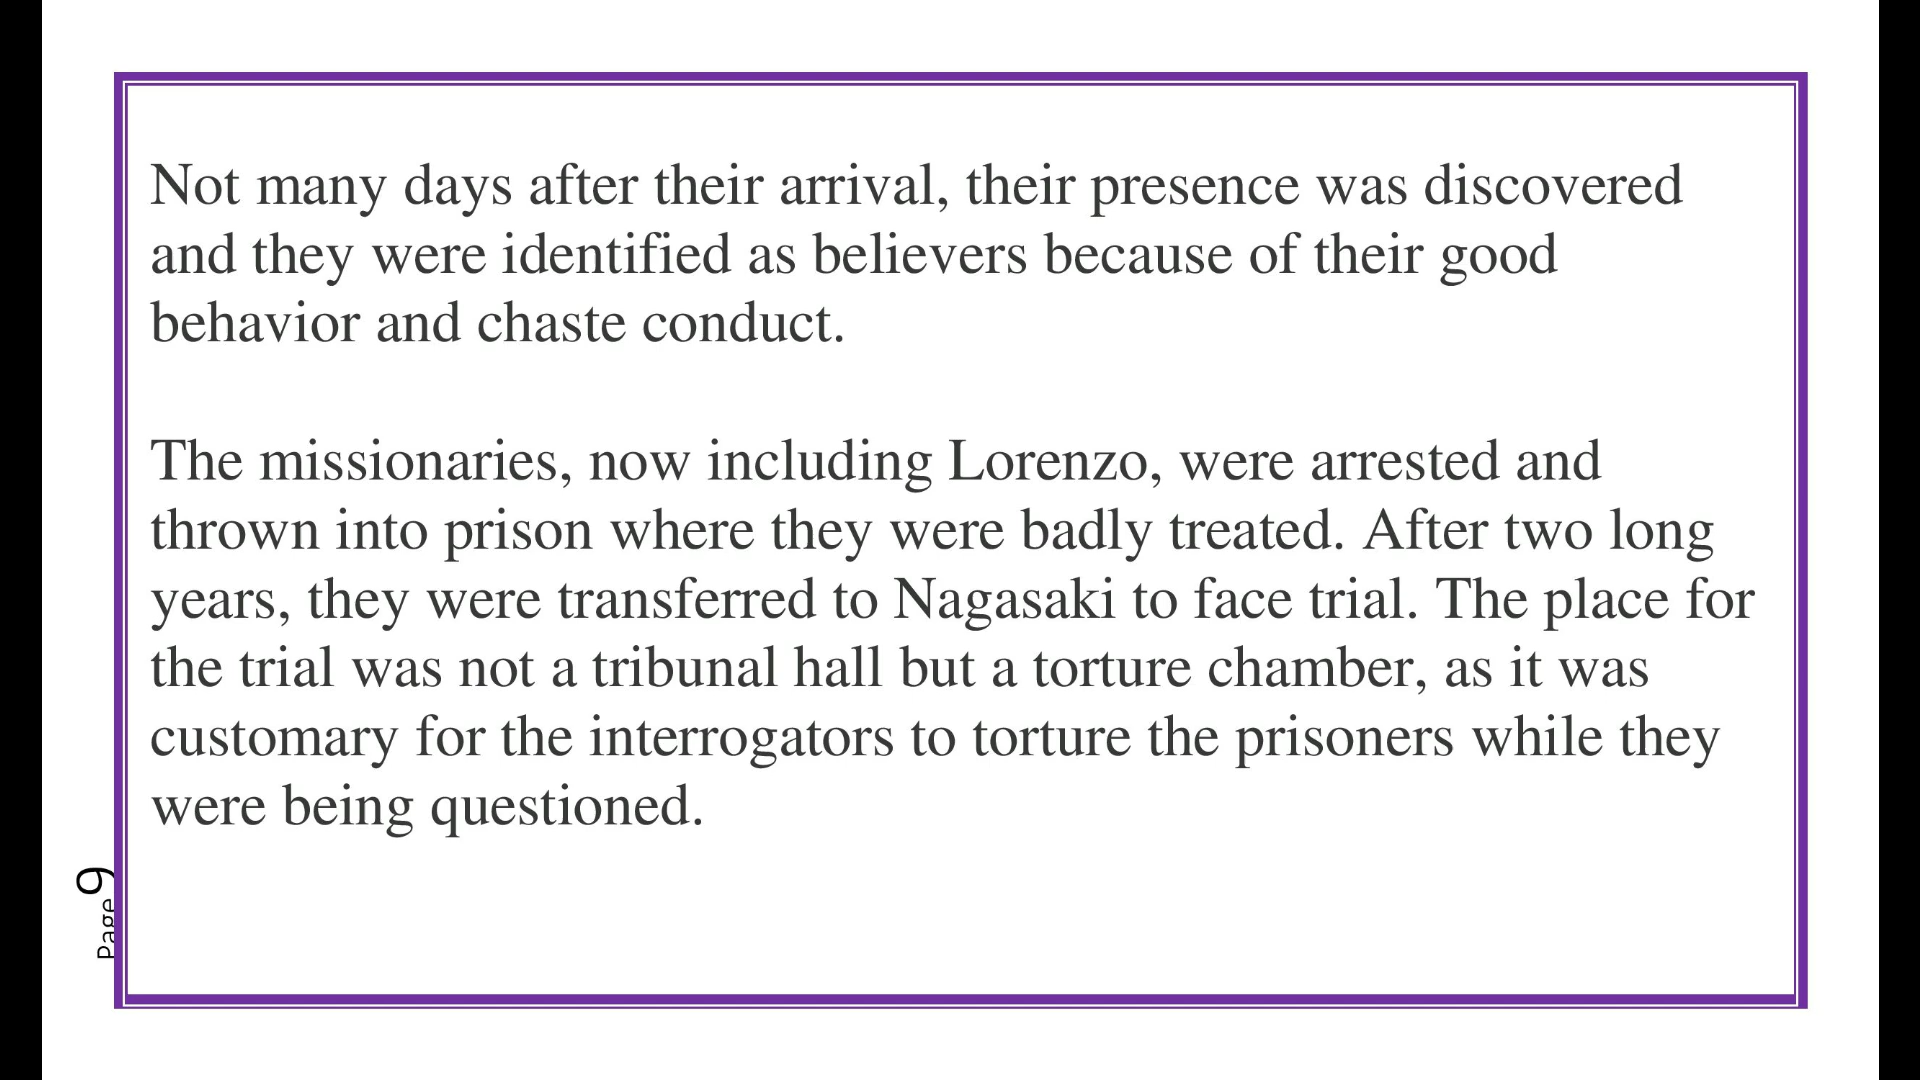 Not many days after their arrival, their presence was discovered
and they were identified as believers because of their good
behavior and chaste conduct.
The missionaries, now including Lorenzo, were arrested and
thrown into prison where they were badly treated. After two long
years, they were transferred to Nagasaki to face trial. The place for
the trial was not a tribunal hall but a torture chamber, as it was
customary for the interrogators to torture the prisoners while they
were being questioned.
Page 9